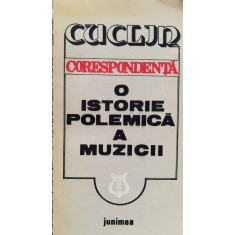 CUCLIN
CORESPONDENȚĂ
O
ISTORIE
POLEMICĂ
A
MUZICII
junimea